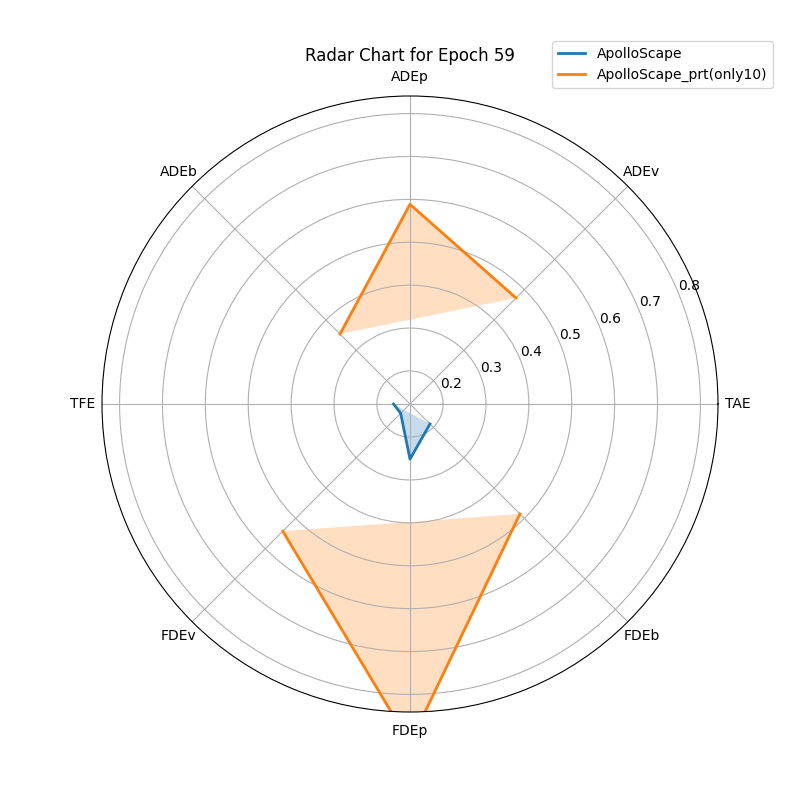 Radar Chart for Epoch 59
ApolloScape
ApolloScape_prt(only10)
ADEp
ADEb
ADEv
0.8
0.7
0.6
0.5
0.4
0.3
0.2
TFE
TAE
FDEv
FDEb
FDEp